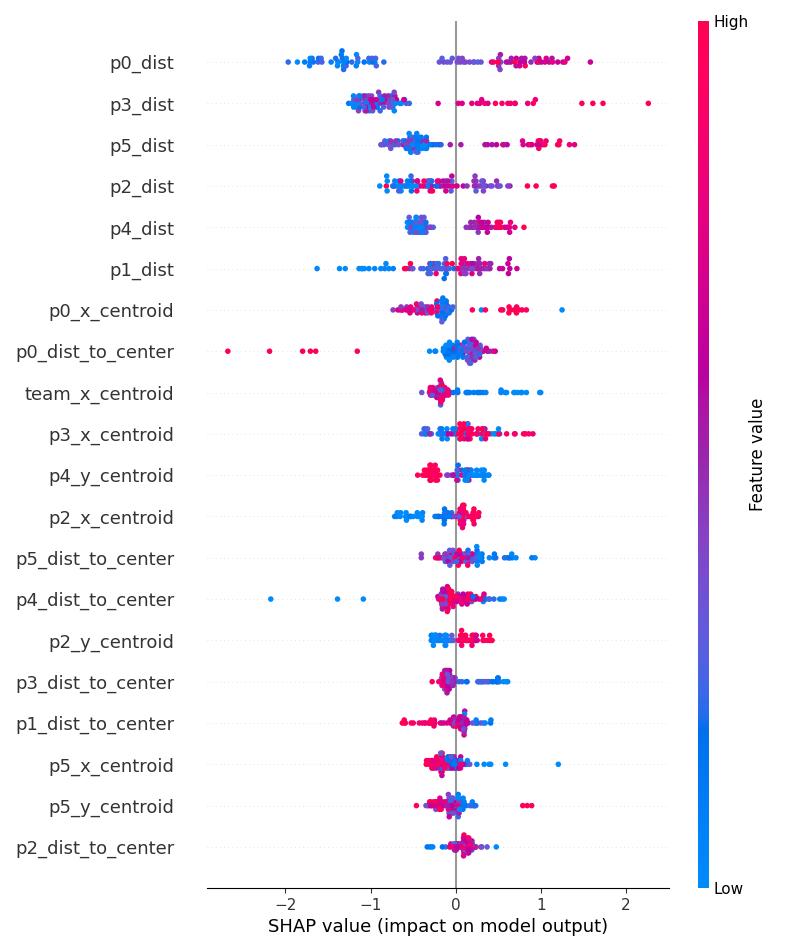 High
p0_dist
p3_dist
p5_dist
p2_dist
p4_dist
p1_dist
p0_x_centroid
p0_dist_to_center
team_x_centroid
p3_x_centroid
p4_y_centroid
p2_x_centroid
p5_dist_to_center
p4_dist_to_center
p2_y_centroid
p3_dist_to_center
p1_dist_to_center
p5_x_centroid
p5_y_centroid
p2_dist_to_center
Feature value
Low
−2 −1 0 1 2
SHAP value (impact on model output)